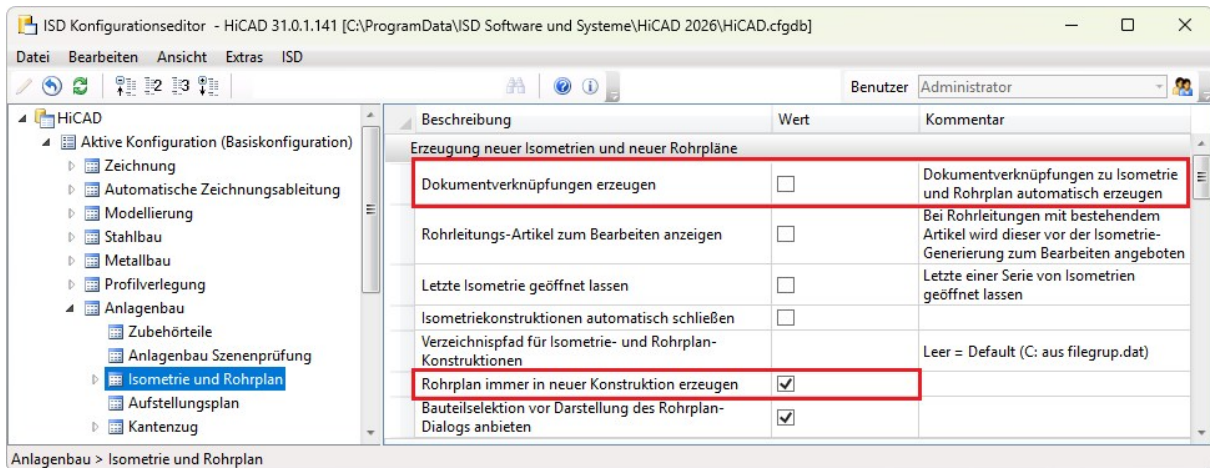 ISD Konfigurationseditor - HiCAD 31.0.1.141 [C:\ProgramData\ISD Software und Systeme\HiCAD 2026\HiCAD.cfgdb]
Datei Bearbeiten Ansicht Extras ISD
Benutzer Administrator
HiCAD
Aktive Konfiguration (Basiskonfiguration)
Zeichnung
Automatische Zeichnungsableitung
Modellierung
Stahlbau
Metallbau
Profilverlegung
Anlagenbau
Zubehörteile
Anlagenbau Szenenprüfung
Isometrie und Rohrplan
Aufstellungsplan
Kantenzug
Beschreibung Wert Kommentar
Erzeugung neuer Isometrien und neuer Rohrpläne
Dokumentverknüpfungen erzeugen
Dokumentverknüpfungen zu Isometrie
und Rohrplan automatisch erzeugen
Rohrleitungs-Artikel zum Bearbeiten anzeigen
Bei Rohrleitungen mit bestehendem
Artikel wird dieser vor der Isometrie-
Generierung zum Bearbeiten angeboten
Letzte Isometrie geöffnet lassen
Letzte einer Serie von Isometrien
geöffnet lassen
Isometriekonstruktionen automatisch schließen
Verzeichnispfad für Isometrie- und Rohrplan-
Konstruktionen
Leer = Default (C: aus filegrup.dat)
Rohrplan immer in neuer Konstruktion erzeugen
Bauteilselektion vor Darstellung des Rohrplan-
Dialogs anbieten
Anlagenbau > Isometrie und Rohrplan